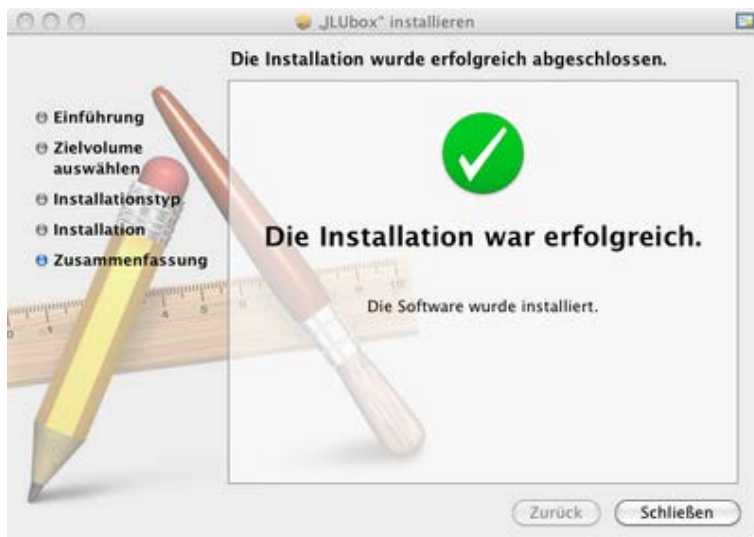 „JLUbox“ installieren
Die Installation wurde erfolgreich abgeschlossen.
Einführung
Zielvolume
auswählen
Installationstyp
Installation
Zusammenfassung
Die Installation war erfolgreich.
Die Software wurde installiert.
Zurück
Schließen